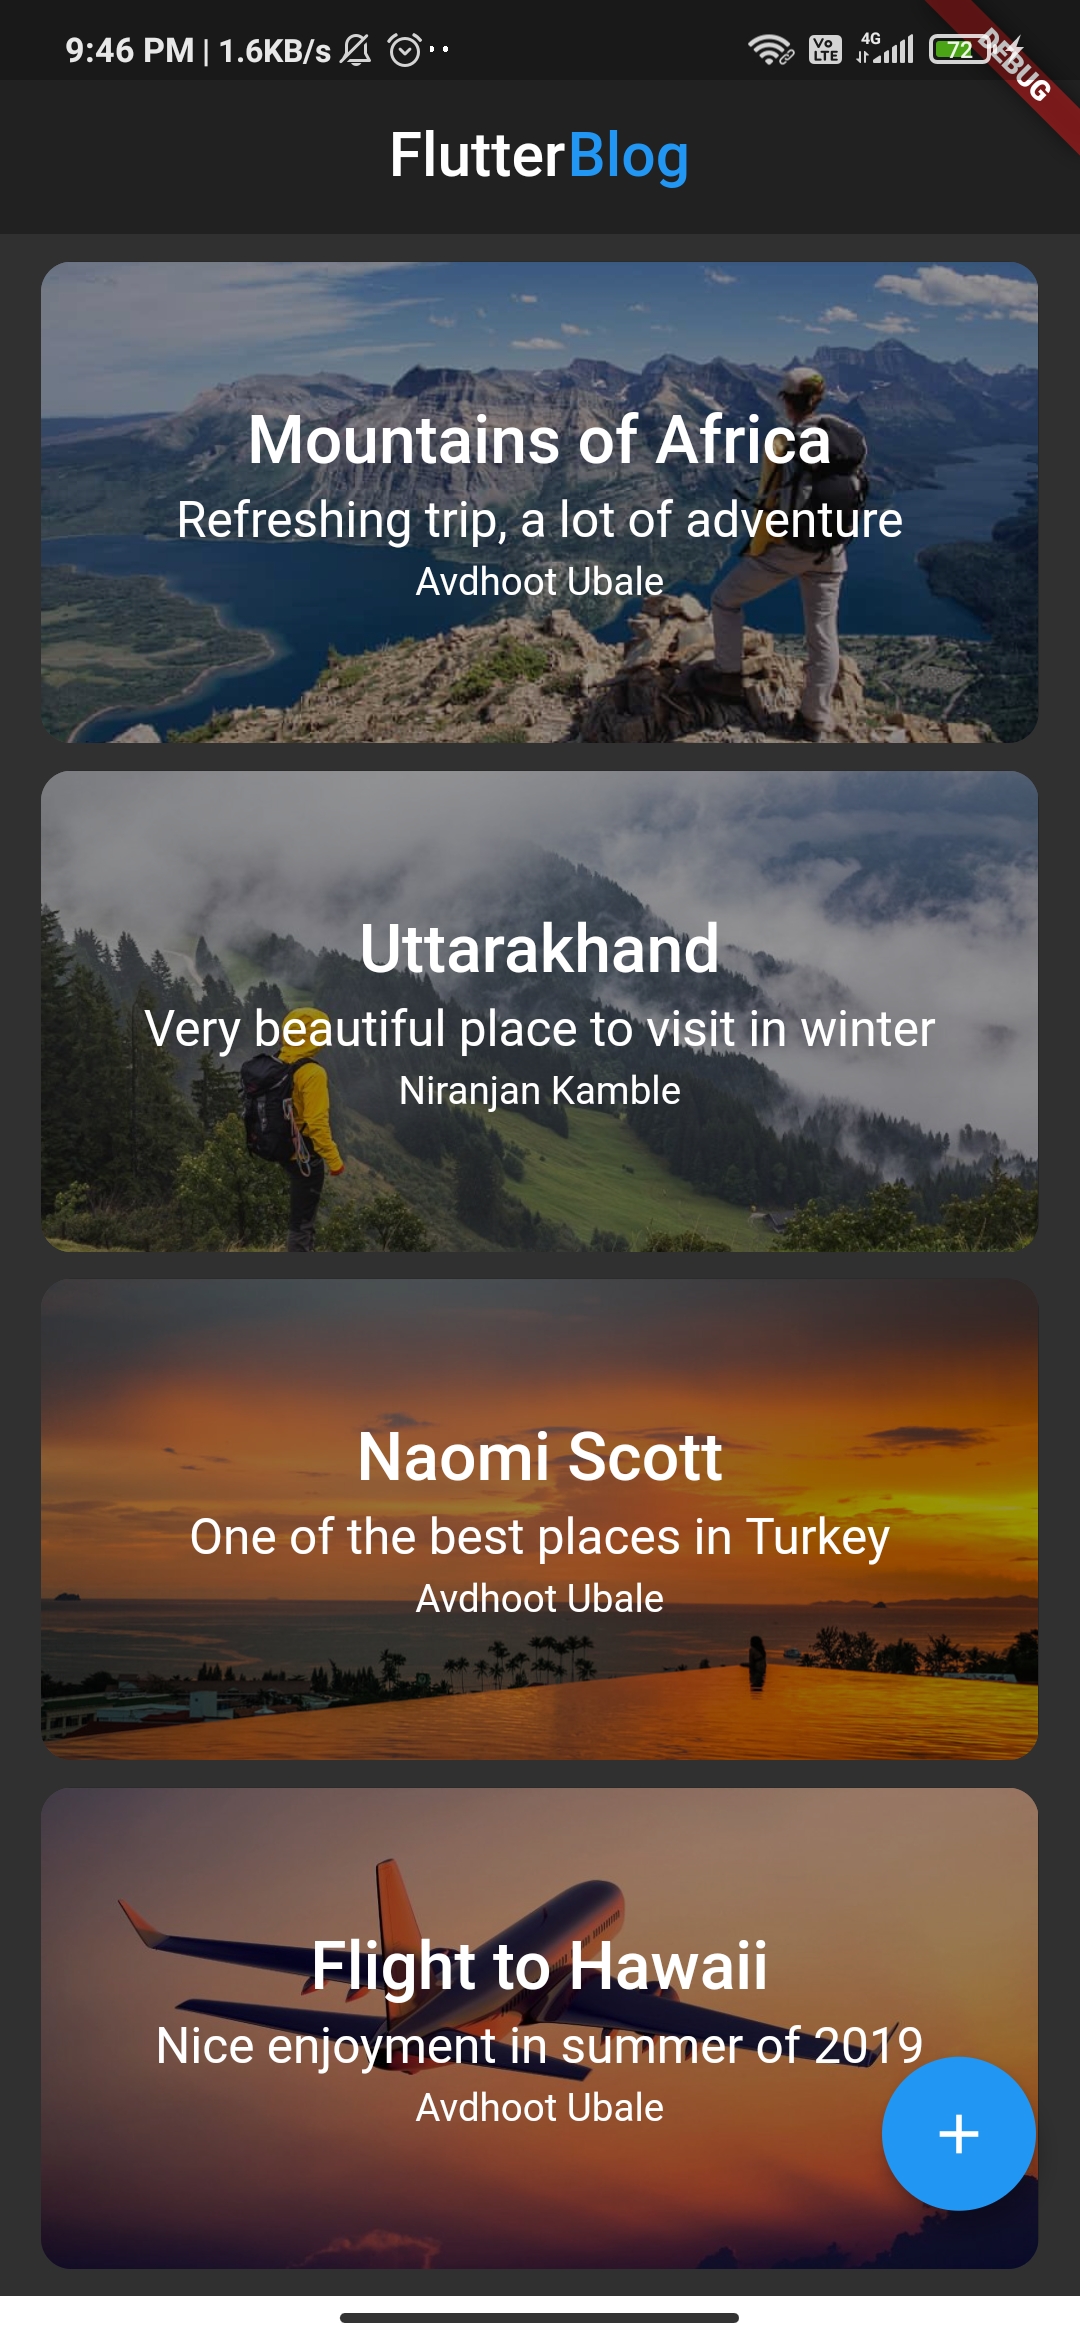 9:46 PM | 1.6KB/s
Vo LTE
4G
72
DEBUG
FlutterBlog
Mountains of Africa
Refreshing trip, a lot of adventure
Avdhoot Ubale
Uttarakhand
Very beautiful place to visit in winter
Niranjan Kamble
Naomi Scott
One of the best places in Turkey
Avdhoot Ubale
Flight to Hawaii
Nice enjoyment in summer of 2019
Avdhoot Ubale
+